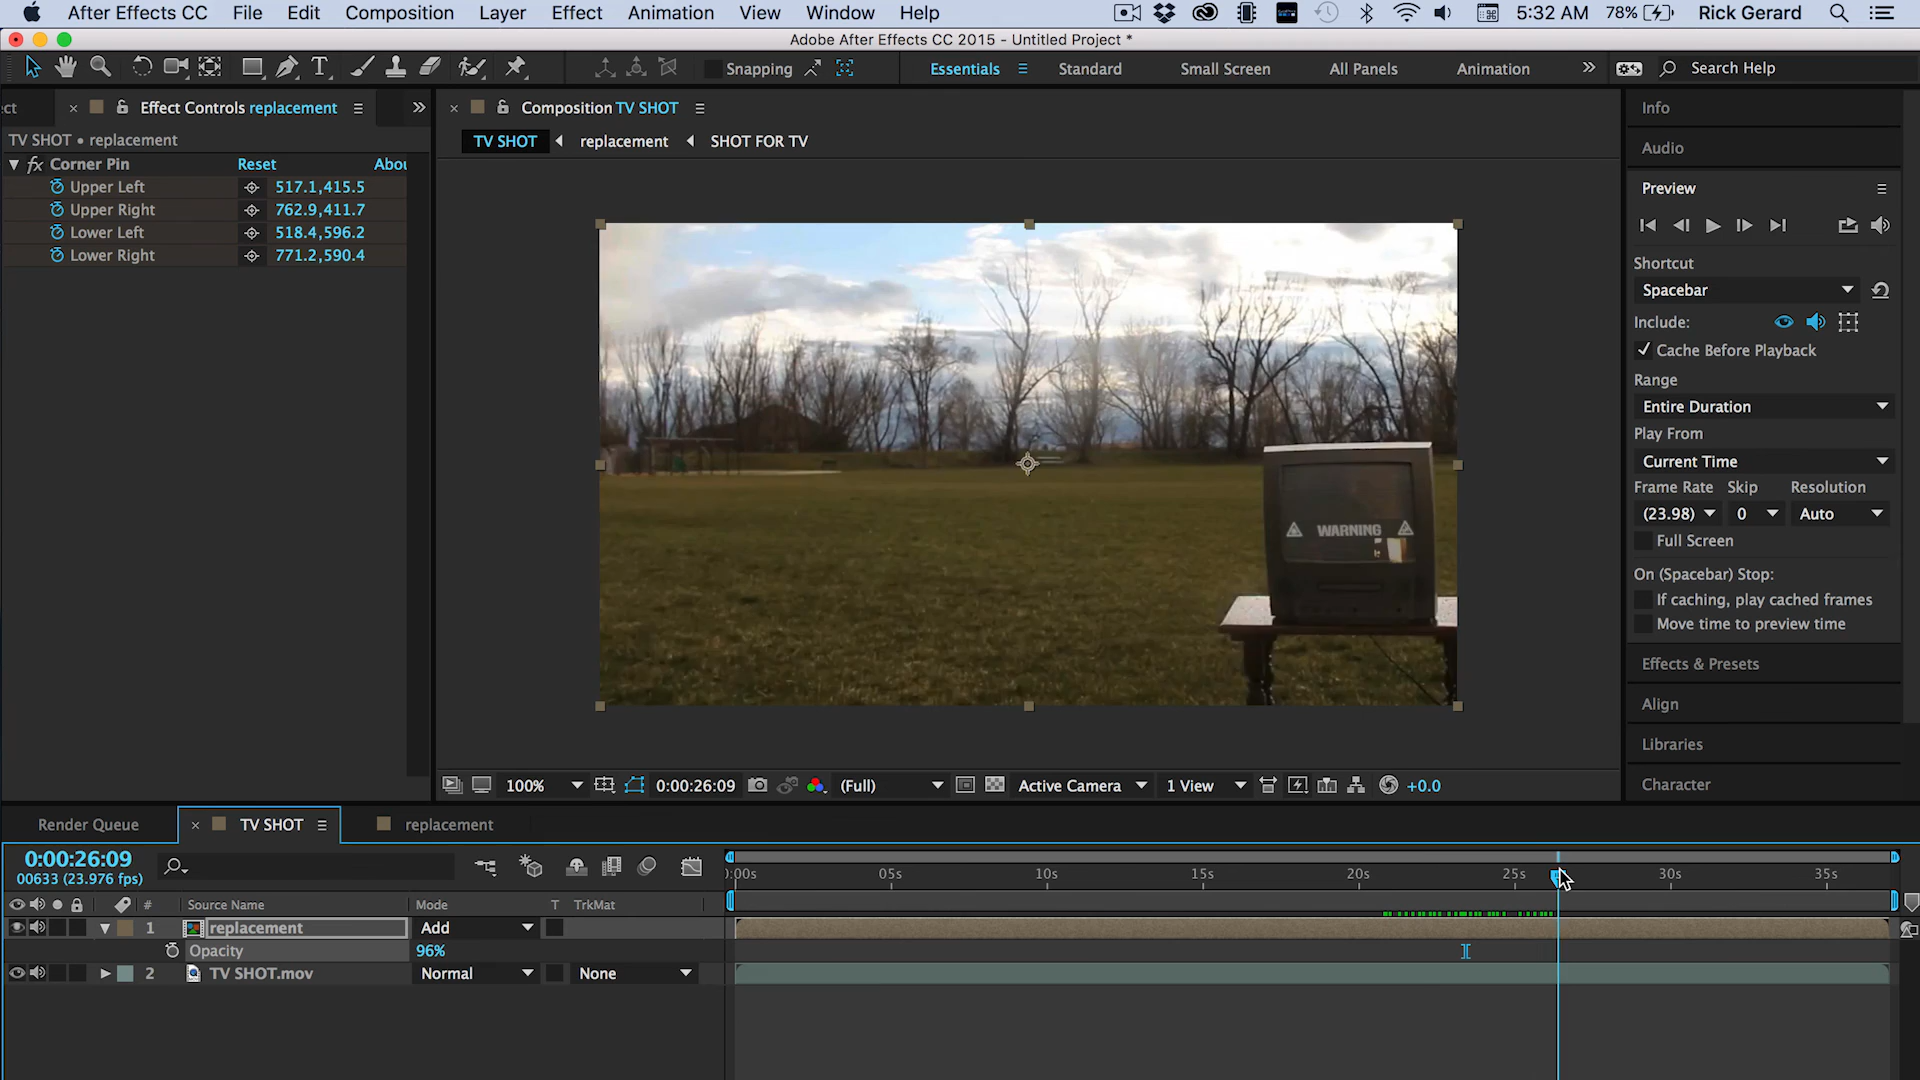 After Effects CC File Edit Composition Layer Effect Animation View Window Help 5:32 AM 78% Rick Gerard
Adobe After Effects CC 2015 - Untitled Project *
Snapping Essentials Standard Small Screen All Panels Animation Search Help
ct Effect Controls replacement
Composition TV SHOT
TV SHOT • replacement
TV SHOT replacement SHOT FOR TV
fx Corner Pin Reset Abou
Upper Left 517.1,415.5
Upper Right 762.9,411.7
Lower Left 518.4,596.2
Lower Right 771.2,590.4
WARNING
Info
Audio
Preview
Shortcut
Spacebar
Include:
Cache Before Playback
Range
Entire Duration
Play From
Current Time
Frame Rate Skip Resolution
(23.98) 0 Auto
Full Screen
On (Spacebar) Stop:
If caching, play cached frames
Move time to preview time
Effects & Presets
Align
Libraries
Character
100% 0:00:26:09 (Full) Active Camera 1 View +0.0
Render Queue TV SHOT replacement
0:00:26:09
00633 (23.976 fps)
:00s 05s 10s 15s 20s 25s 30s 35s
# Source Name Mode T TrkMat
1 replacement Add
Opacity 96%
2 TV SHOT.mov Normal None